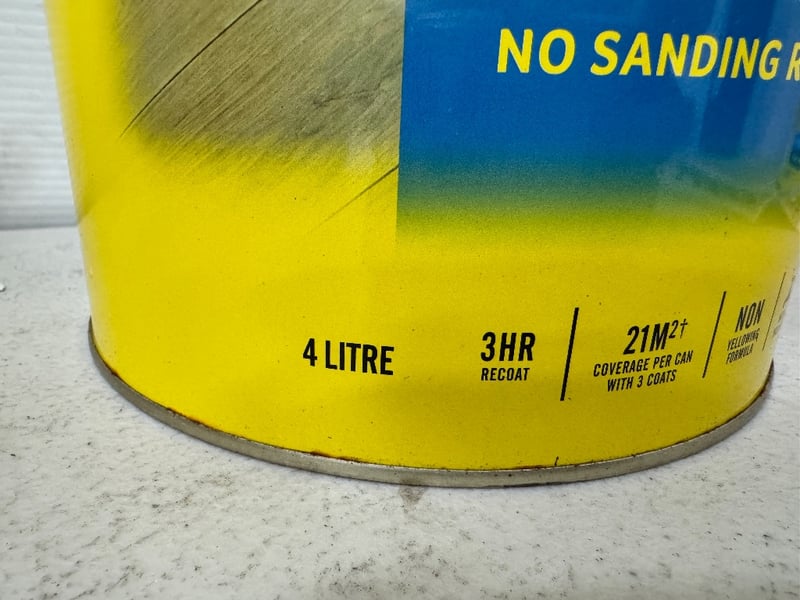 NO SANDING
4 LITRE
3HR
RECOAT
21M²†
COVERAGE PER CAN
WITH 3 COATS
NON
YELLOWING
FORMULA